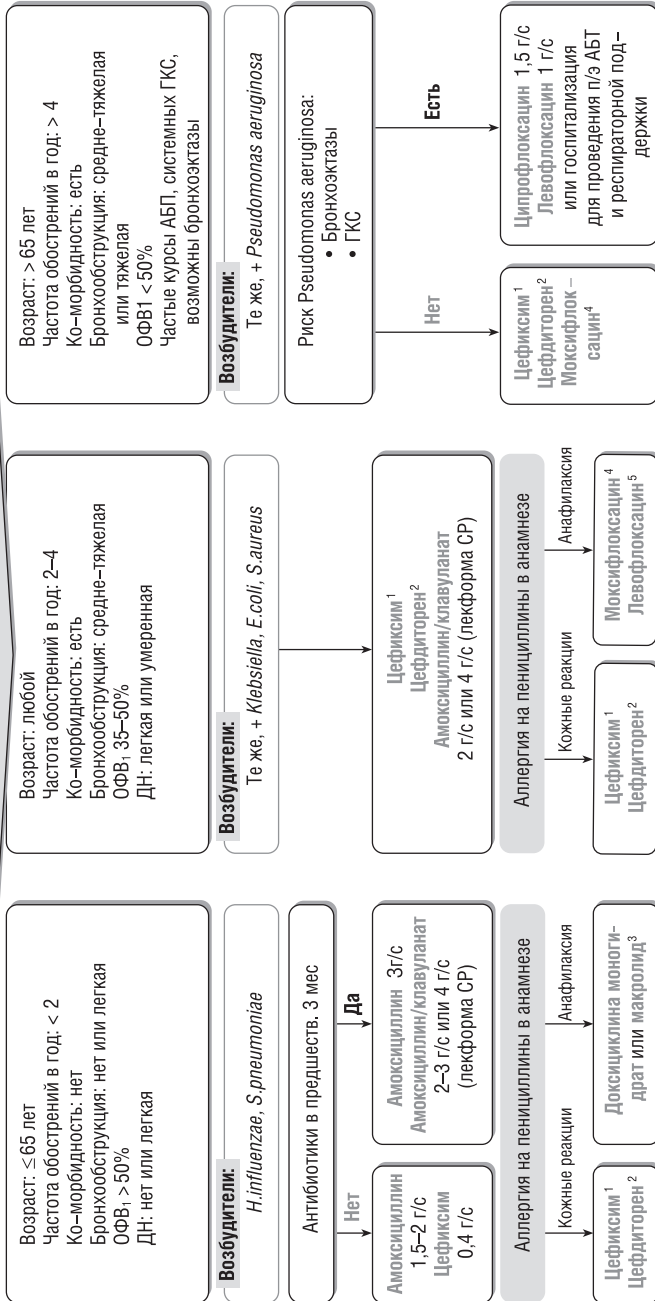 Возраст: ≤ 65 лет
Частота обострений в год: < 2
Ко–морбидность: нет
Бронхообструкция: нет или легкая
ОФВ₁ > 50%
ДН: нет или легкая
Возбудители:
H.influenzae, S.pneumoniae
Антибиотики в предшеств. 3 мес
Нет
Да
Амоксициллин
1,5–2 г/с
Цефиксим
0,4 г/с
Амоксициллин 3г/с
Амоксициллин/клавуланат
2–3 г/с или 4 г/с
(лекформа СР)
Аллергия на пенициллины в анамнезе
Кожные реакции
Анафилаксия
Цефиксим¹
Цефдиторен²
Доксициклина моноги–
драт или макролид³
Возраст: любой
Частота обострений в год: 2–4
Ко–морбидность: есть
Бронхообструкция: средне–тяжелая
ОФВ₁ 35–50%
ДН: легкая или умеренная
Возбудители:
Те же, + Klebsiella, E.coli, S.aureus
Цефиксим¹
Цефдиторен²
Амоксициллин/клавуланат
2 г/с или 4 г/с (лекформа СР)
Аллергия на пенициллины в анамнезе
Кожные реакции
Анафилаксия
Цефиксим¹
Цефдиторен²
Моксифлоксацин⁴
Левофлоксацин⁵
Возраст: > 65 лет
Частота обострений в год: > 4
Ко–морбидность: есть
Бронхообструкция: средне–тяжелая
или тяжелая
ОФВ1 < 50%
Частые курсы АБП, системных ГКС,
возможны бронхоэктазы
Возбудители:
Те же, + Pseudomonas aeruginosa
Риск Pseudomonas aeruginosa:
• Бронхоэктазы
• ГКС
Нет
Есть
Цефиксим¹
Цефдиторен²
Моксифлок–
сацин⁴
Ципрофлоксацин 1,5 г/с
Левофлоксацин 1 г/с
или госпитализация
для проведения п/э АБТ
и респираторной под–
держки